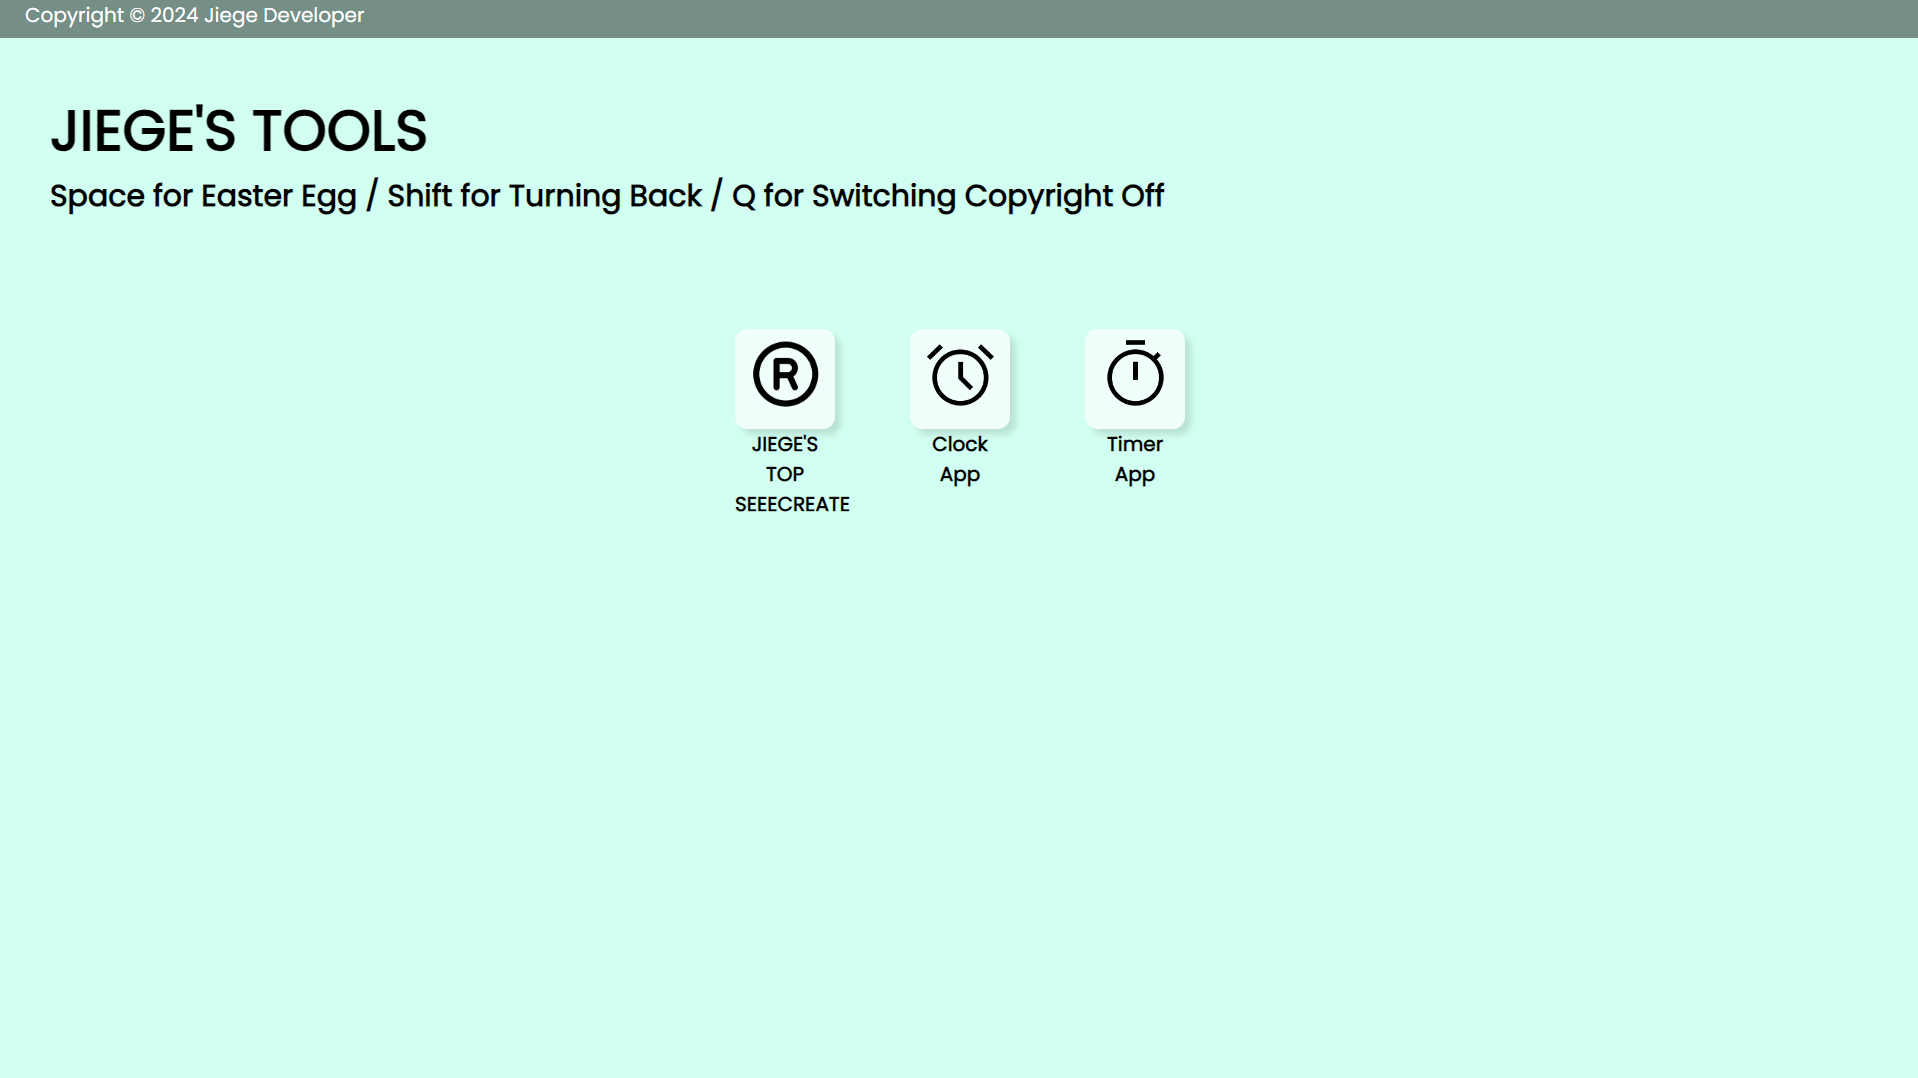 Copyright © 2024 Jiege Developer
JIEGE'S TOOLS
Space for Easter Egg / Shift for Turning Back / Q for Switching Copyright Off
R
JIEGE'S
TOP
SEEECREATE
Clock
App
Timer
App